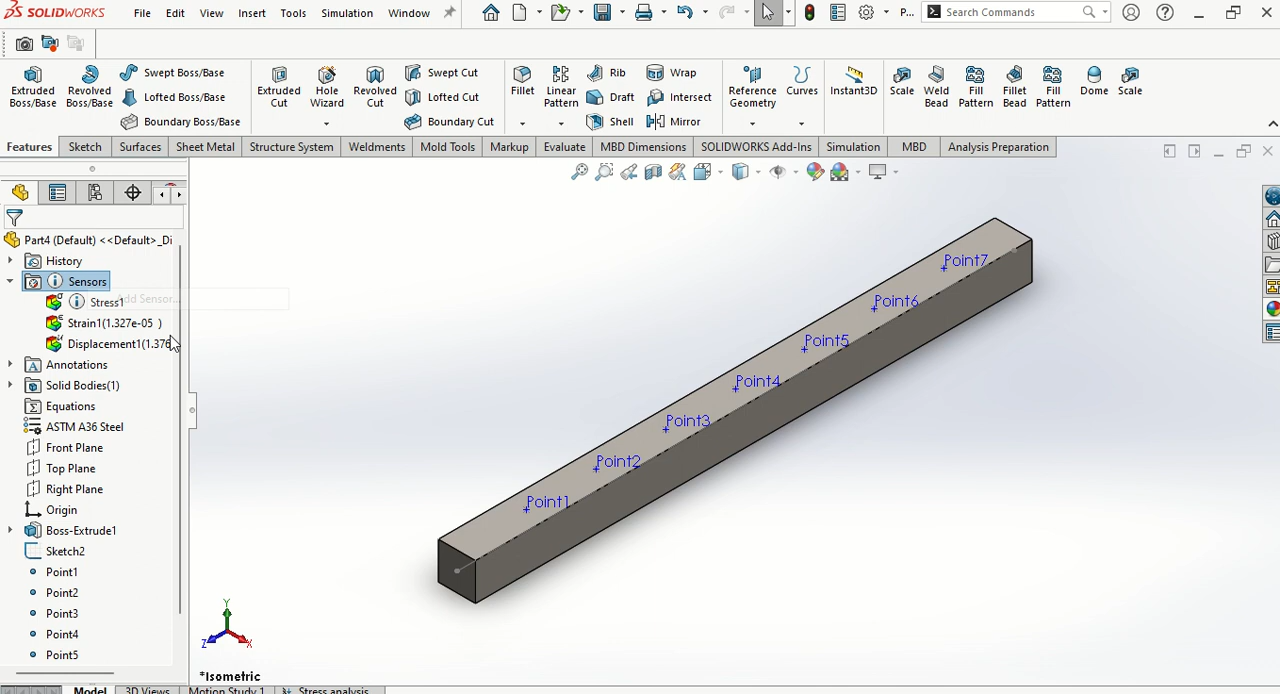 SOLIDWORKS File Edit View Insert Tools Simulation Window P... Search Commands
Extruded Boss/Base
Revolved Boss/Base
Swept Boss/Base
Lofted Boss/Base
Boundary Boss/Base
Extruded Cut
Hole Wizard
Revolved Cut
Swept Cut
Lofted Cut
Boundary Cut
Fillet
Linear Pattern
Rib
Draft
Shell
Wrap
Intersect
Mirror
Reference Geometry
Curves
Instant3D
Scale
Weld Bead
Fill Pattern
Fillet Bead
Fill Pattern
Dome
Scale
Features Sketch Surfaces Sheet Metal Structure System Weldments Mold Tools Markup Evaluate MBD Dimensions SOLIDWORKS Add-Ins Simulation MBD Analysis Preparation
Part4 (Default) <<Default>_Di
History
Sensors
Stress1
Add Sensor...
Strain1(1.327e-05 )
Displacement1(1.376
Annotations
Solid Bodies(1)
Equations
ASTM A36 Steel
Front Plane
Top Plane
Right Plane
Origin
Boss-Extrude1
Sketch2
Point1
Point2
Point3
Point4
Point5
Point7
Point6
Point5
Point4
Point3
Point2
Point1
Y
Z
X
*Isometric
Model 3D Views Motion Study 1 Stress analysis